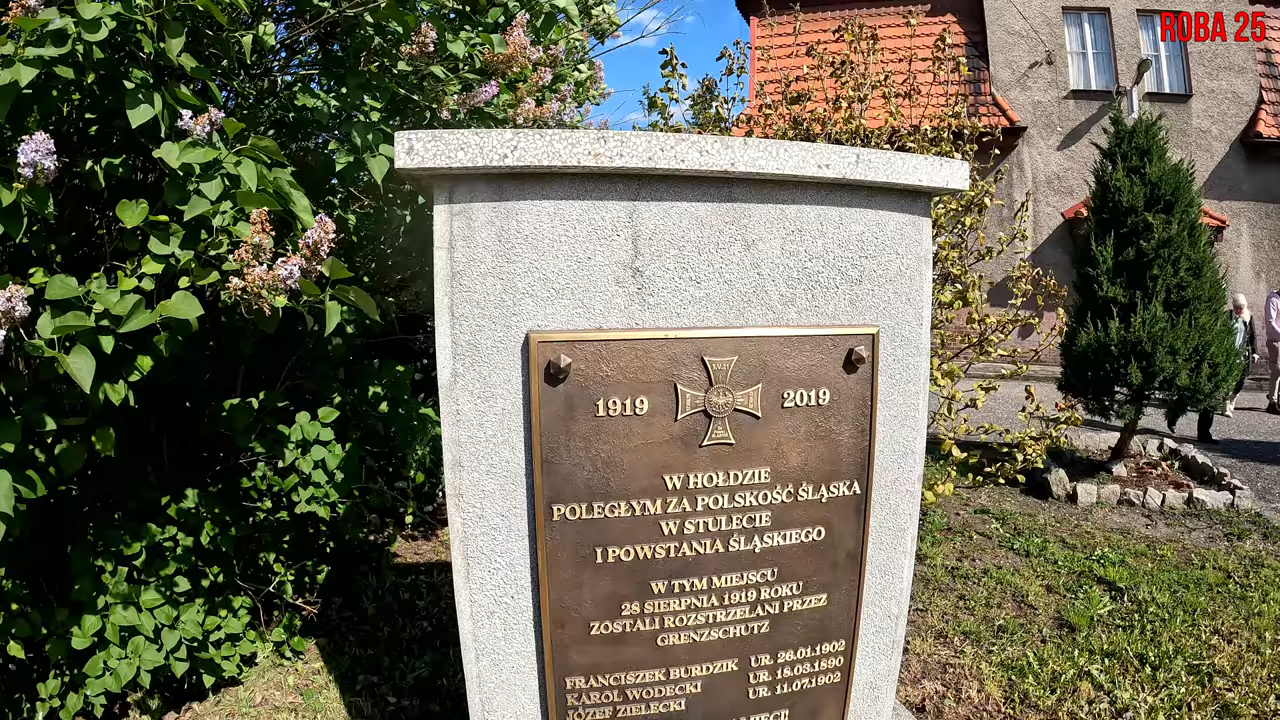 ROBA 25
1919 2019
W HOŁDZIE
POLEGŁYM ZA POLSKOŚĆ ŚLĄSKA
W STULECIE
I POWSTANIA ŚLĄSKIEGO
W TYM MIEJSCU
28 SIERPNIA 1919 ROKU
ZOSTALI ROZSTRZELANI PRZEZ
GRENZSCHUTZ
FRANCISZEK BURDZIK UR. 26.01.1902
KAROL WODECKI UR. 18.03.1890
JÓZEF ZIELECKI UR. 11.07.1902